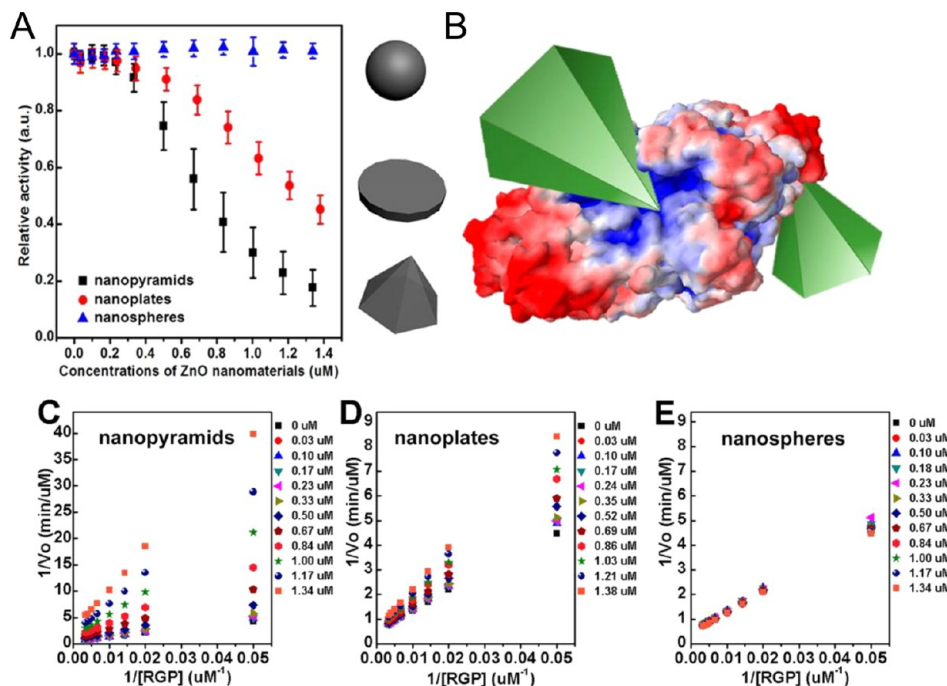 A
B
1.0
0.8
0.6
0.4
0.2
0.0
Relative activity (a.u.)
nanopyramids
nanoplates
nanospheres
0.0 0.2 0.4 0.6 0.8 1.0 1.2 1.4
Concentrations of ZnO nanomaterials (uM)
C
nanopyramids
40
35
30
25
20
15
10
5
0
1/Vo (min/uM)
0.00 0.01 0.02 0.03 0.04 0.05
1/[RGP] (uM-1)
0 uM
0.03 uM
0.10 uM
0.17 uM
0.23 uM
0.33 uM
0.50 uM
0.67 uM
0.84 uM
1.00 uM
1.17 uM
1.34 uM
D
nanoplates
9
8
7
6
5
4
3
2
1
0
1/Vo (min/uM)
0.00 0.01 0.02 0.03 0.04 0.05
1/[RGP] (uM-1)
0 uM
0.03 uM
0.10 uM
0.17 uM
0.24 uM
0.35 uM
0.52 uM
0.69 uM
0.86 uM
1.03 uM
1.21 uM
1.38 uM
E
nanospheres
9
8
7
6
5
4
3
2
1
0
1/Vo (min/uM)
0.00 0.01 0.02 0.03 0.04 0.05
1/[RGP] (uM-1)
0 uM
0.03 uM
0.10 uM
0.18 uM
0.23 uM
0.33 uM
0.50 uM
0.67 uM
0.84 uM
1.00 uM
1.17 uM
1.34 uM